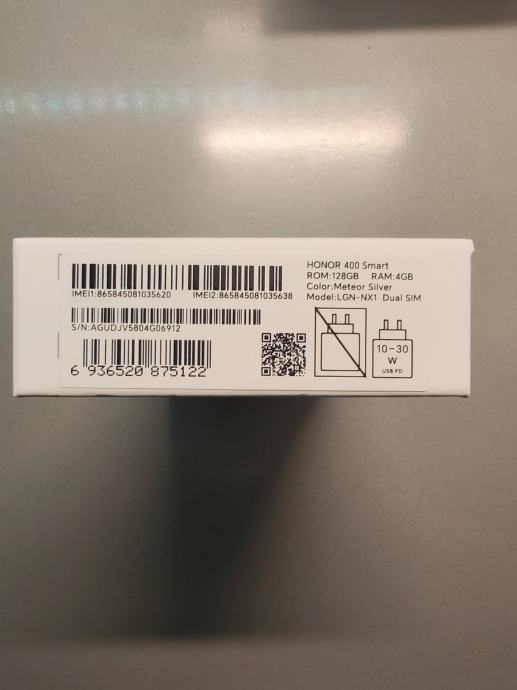 HONOR 400 Smart
ROM:128GB RAM:4GB
Color:Meteor Silver
Model:LGN-NX1 Dual SIM
IMEI1:865845081035620 IMEI2:865845081035638
S/N:AGUDJV5804G06912
6 936520 875122
10-30
W
USB PD